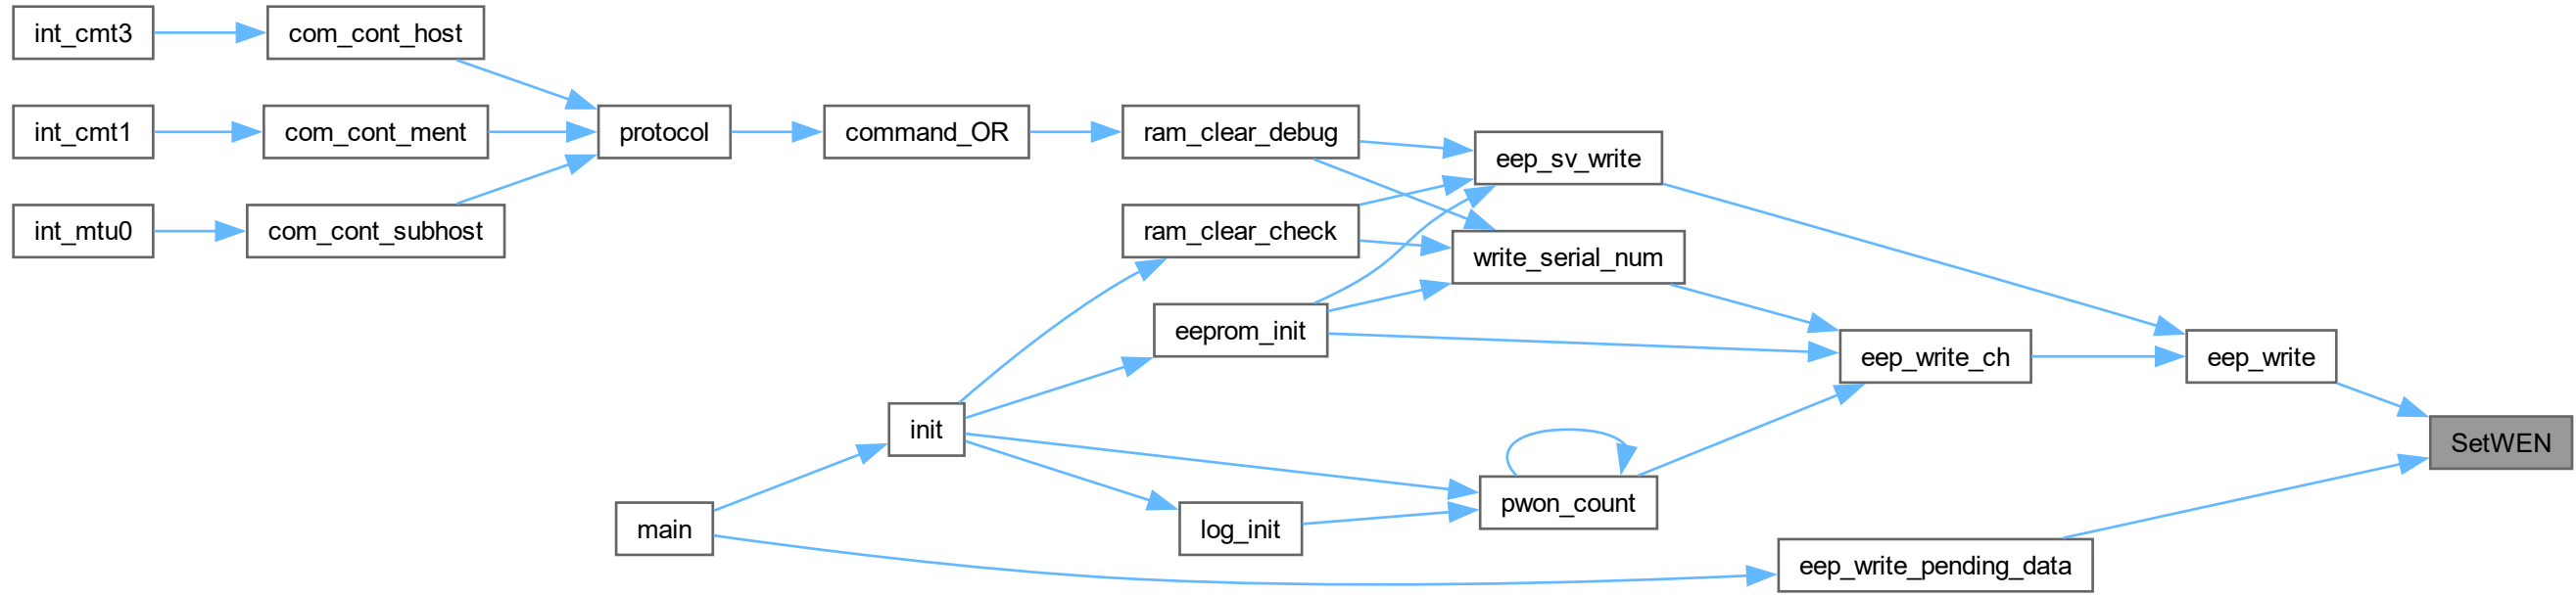 int_cmt3
com_cont_host
int_cmt1
com_cont_ment
protocol
command_OR
ram_clear_debug
eep_sv_write
int_mtu0
com_cont_subhost
ram_clear_check
write_serial_num
eeprom_init
eep_write_ch
eep_write
init
SetWEN
main
log_init
pwon_count
eep_write_pending_data